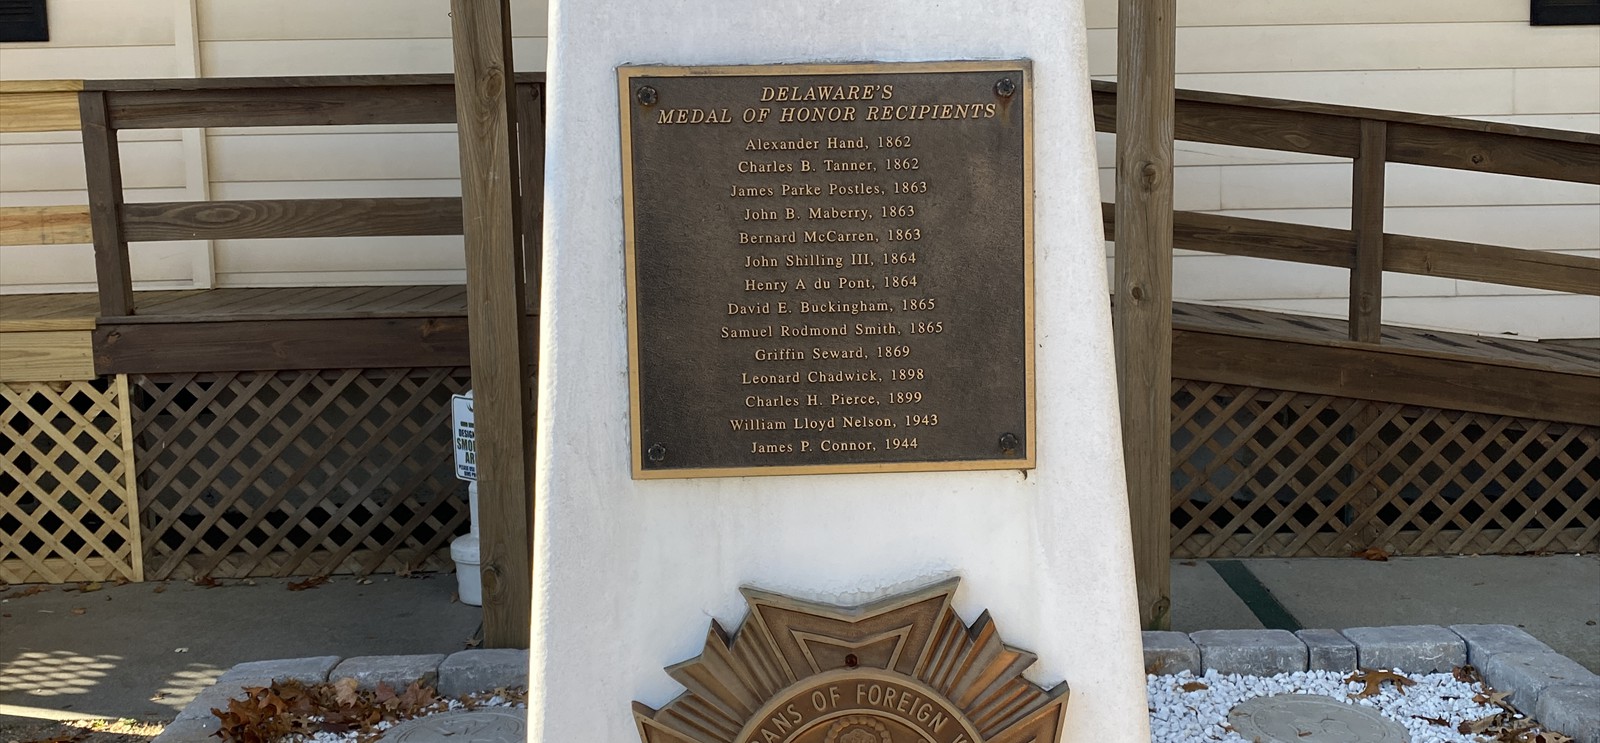 DELAWARE'S
MEDAL OF HONOR RECIPIENTS
Alexander Hand, 1862
Charles B. Tanner, 1862
James Parke Postles, 1863
John B. Maberry, 1863
Bernard McCarren, 1863
John Shilling III, 1864
Henry A du Pont, 1864
David E. Buckingham, 1865
Samuel Rodmond Smith, 1865
Griffin Seward, 1869
Leonard Chadwick, 1898
Charles H. Pierce, 1899
William Lloyd Nelson, 1943
James P. Connor, 1944
OF FOREIGN